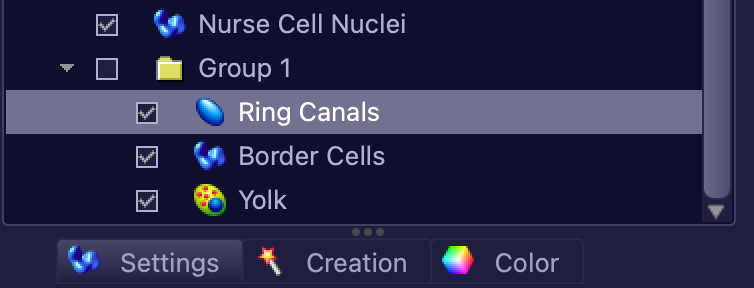 Nurse Cell Nuclei
Group 1
Ring Canals
Border Cells
Yolk
Settings Creation Color